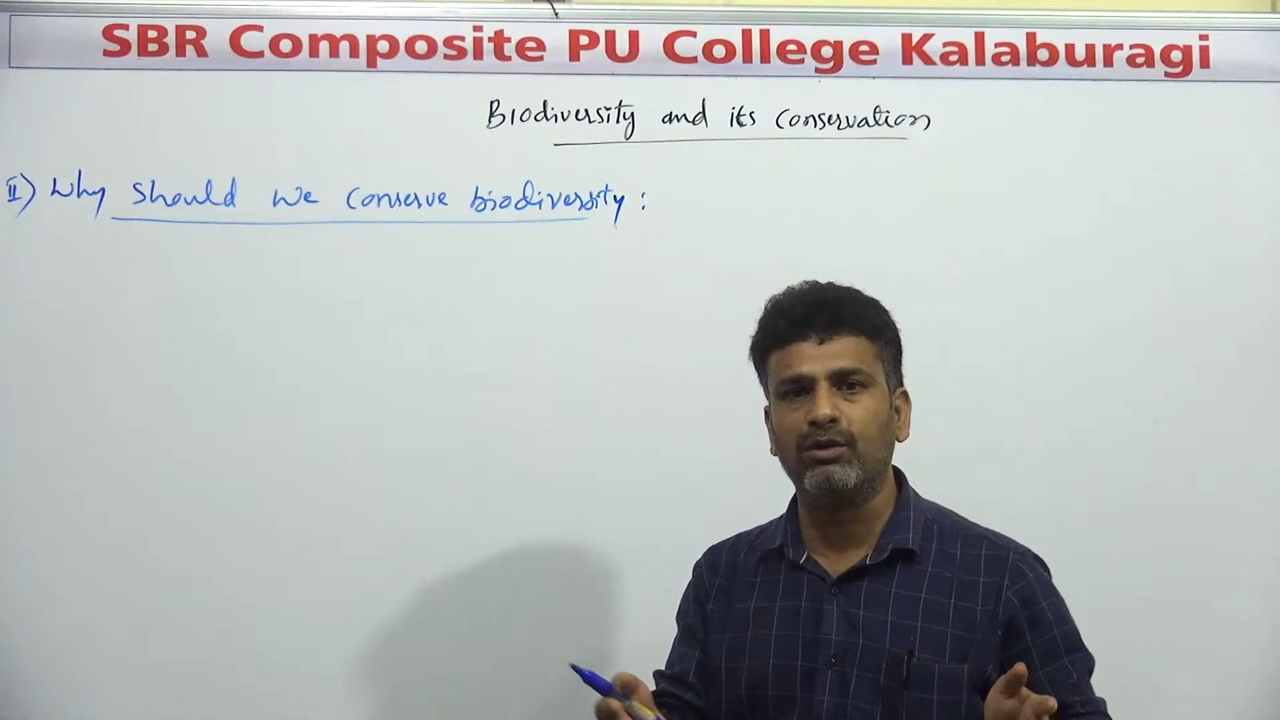 SBR Composite PU College Kalaburagi
Biodiversity and its conservation
II) Why should we conserve biodiversity :